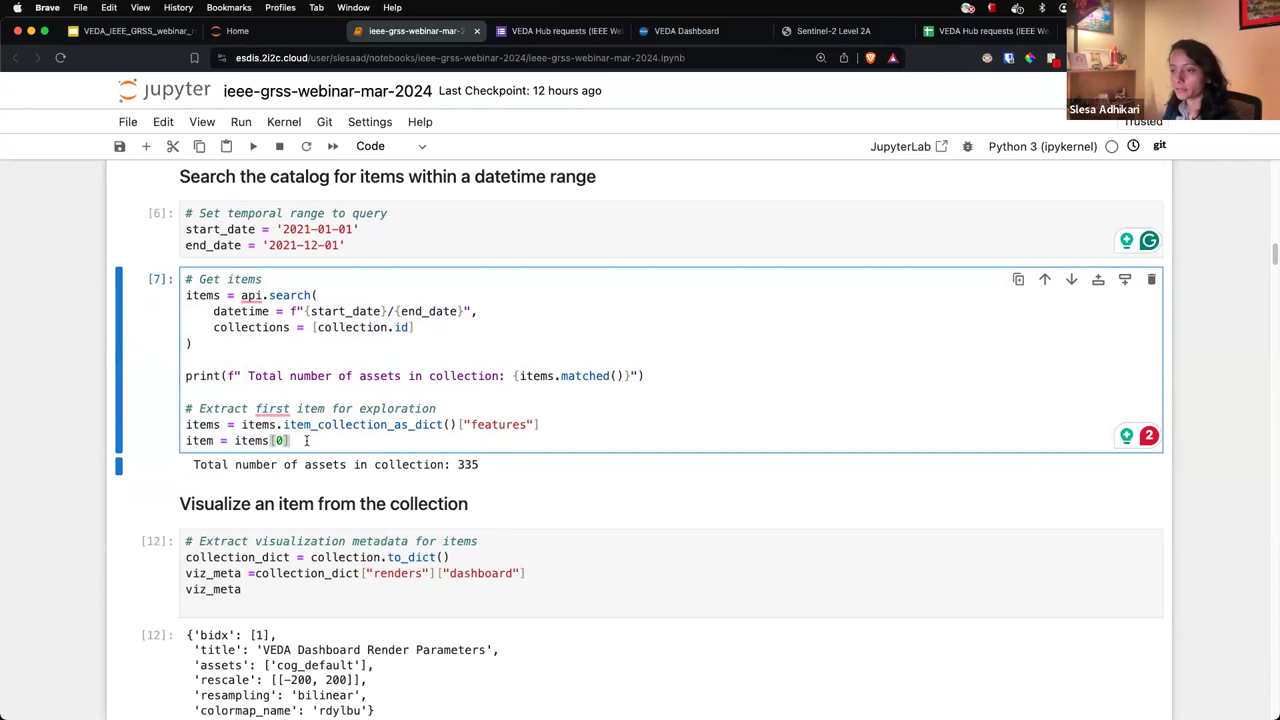 Brave File Edit View History Bookmarks Profiles Tab Window Help
VEDA_IEEE_GRSS_webinar_
Home
ieee-grss-webinar-mar-2
VEDA Hub requests (IEEE We
VEDA Dashboard
Sentinel-2 Level 2A
VEDA Hub requests (IEEE We
esdis.2i2c.cloud/user/slesaad/notebooks/ieee-grss-webinar-2024/ieee-grss-webinar-mar-2024.ipynb
jupyter ieee-grss-webinar-mar-2024 Last Checkpoint: 12 hours ago
Slesa Adhikari
Trusted
File Edit View Run Kernel Git Settings Help
Code
JupyterLab
Python 3 (ipykernel)
git
Search the catalog for items within a datetime range
[6]:
# Set temporal range to query
start_date = '2021-01-01'
end_date = '2021-12-01'
[7]:
# Get items
items = api.search(
datetime = f"{start_date}/{end_date}",
collections = [collection.id]
)
print(f" Total number of assets in collection: {items.matched()}")
# Extract first item for exploration
items = items.item_collection_as_dict()["features"]
item = items[0]
2
Total number of assets in collection: 335
Visualize an item from the collection
[12]:
# Extract visualization metadata for items
collection_dict = collection.to_dict()
viz_meta =collection_dict["renders"]["dashboard"]
viz_meta
[12]:
{'bidx': [1],
'title': 'VEDA Dashboard Render Parameters',
'assets': ['cog_default'],
'rescale': [[-200, 200]],
'resampling': 'bilinear',
'colormap_name': 'rdylbu'}